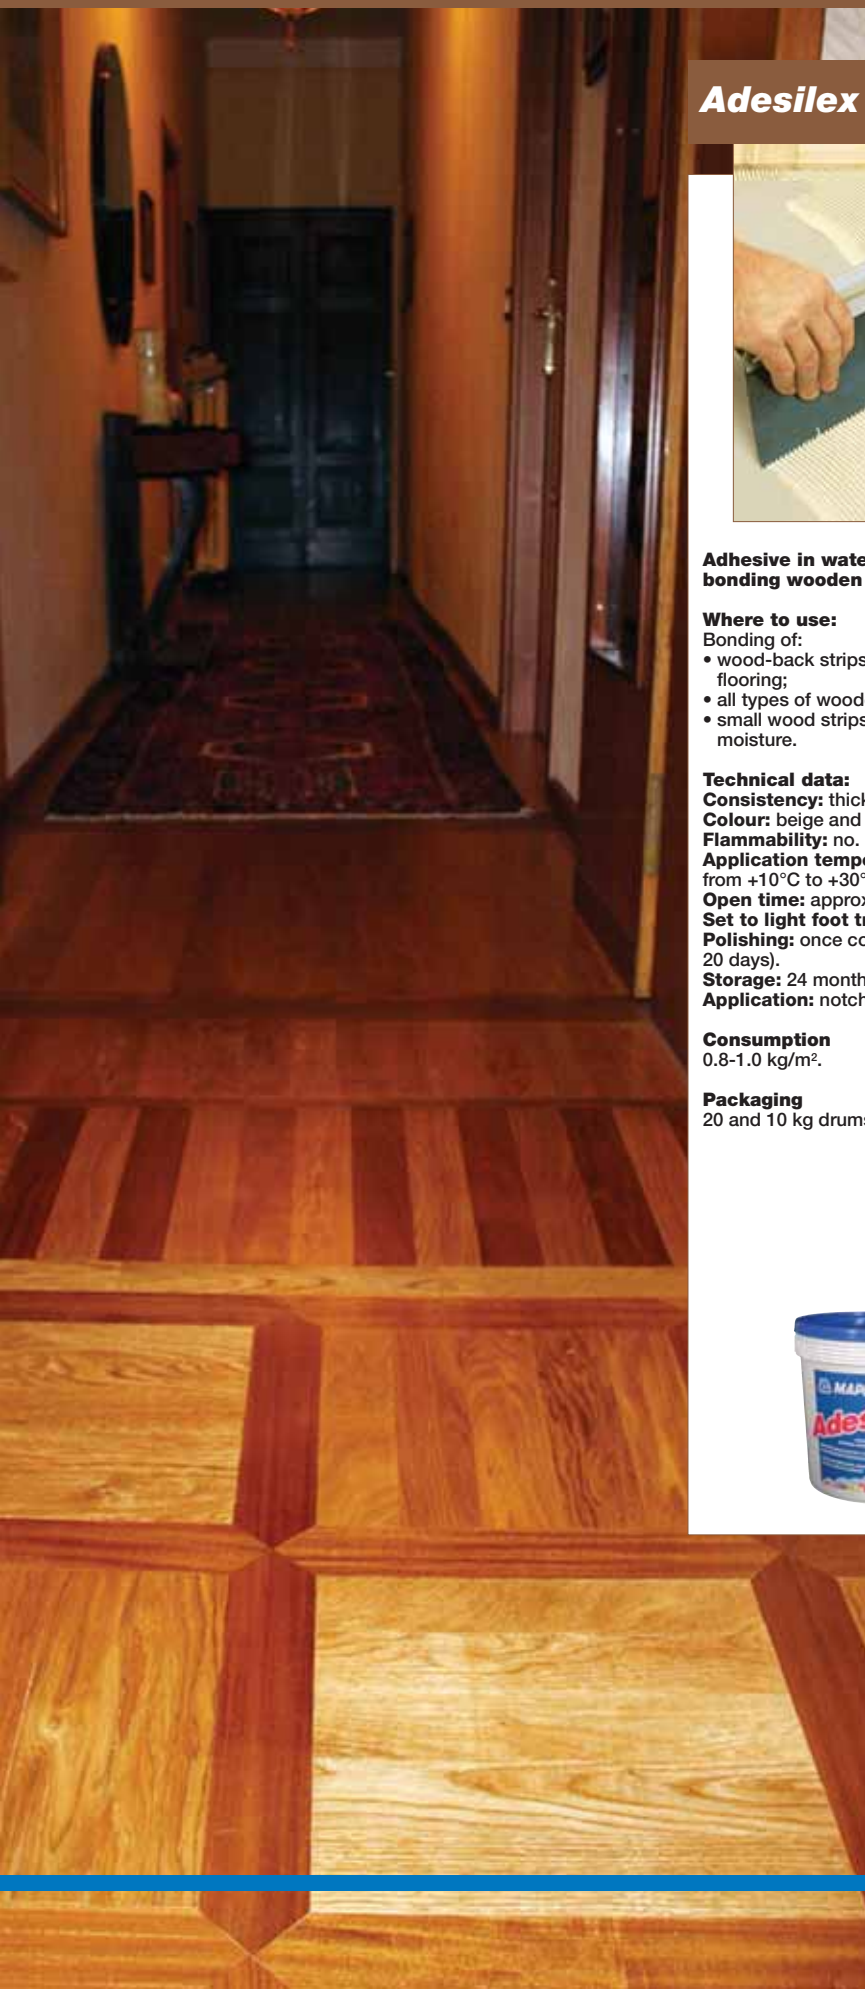 Adesilex
Adhesive in wate
bonding wooden
Where to use:
Bonding of:
• wood-back strips
flooring;
• all types of wood
• small wood strips
moisture.
Technical data:
Consistency: thick
Colour: beige and
Flammability: no.
Application tempe
from +10°C to +30°
Open time: approx
Set to light foot tr
Polishing: once co
20 days).
Storage: 24 month
Application: notch
Consumption
0.8-1.0 kg/m².
Packaging
20 and 10 kg drums
MAP
Ades